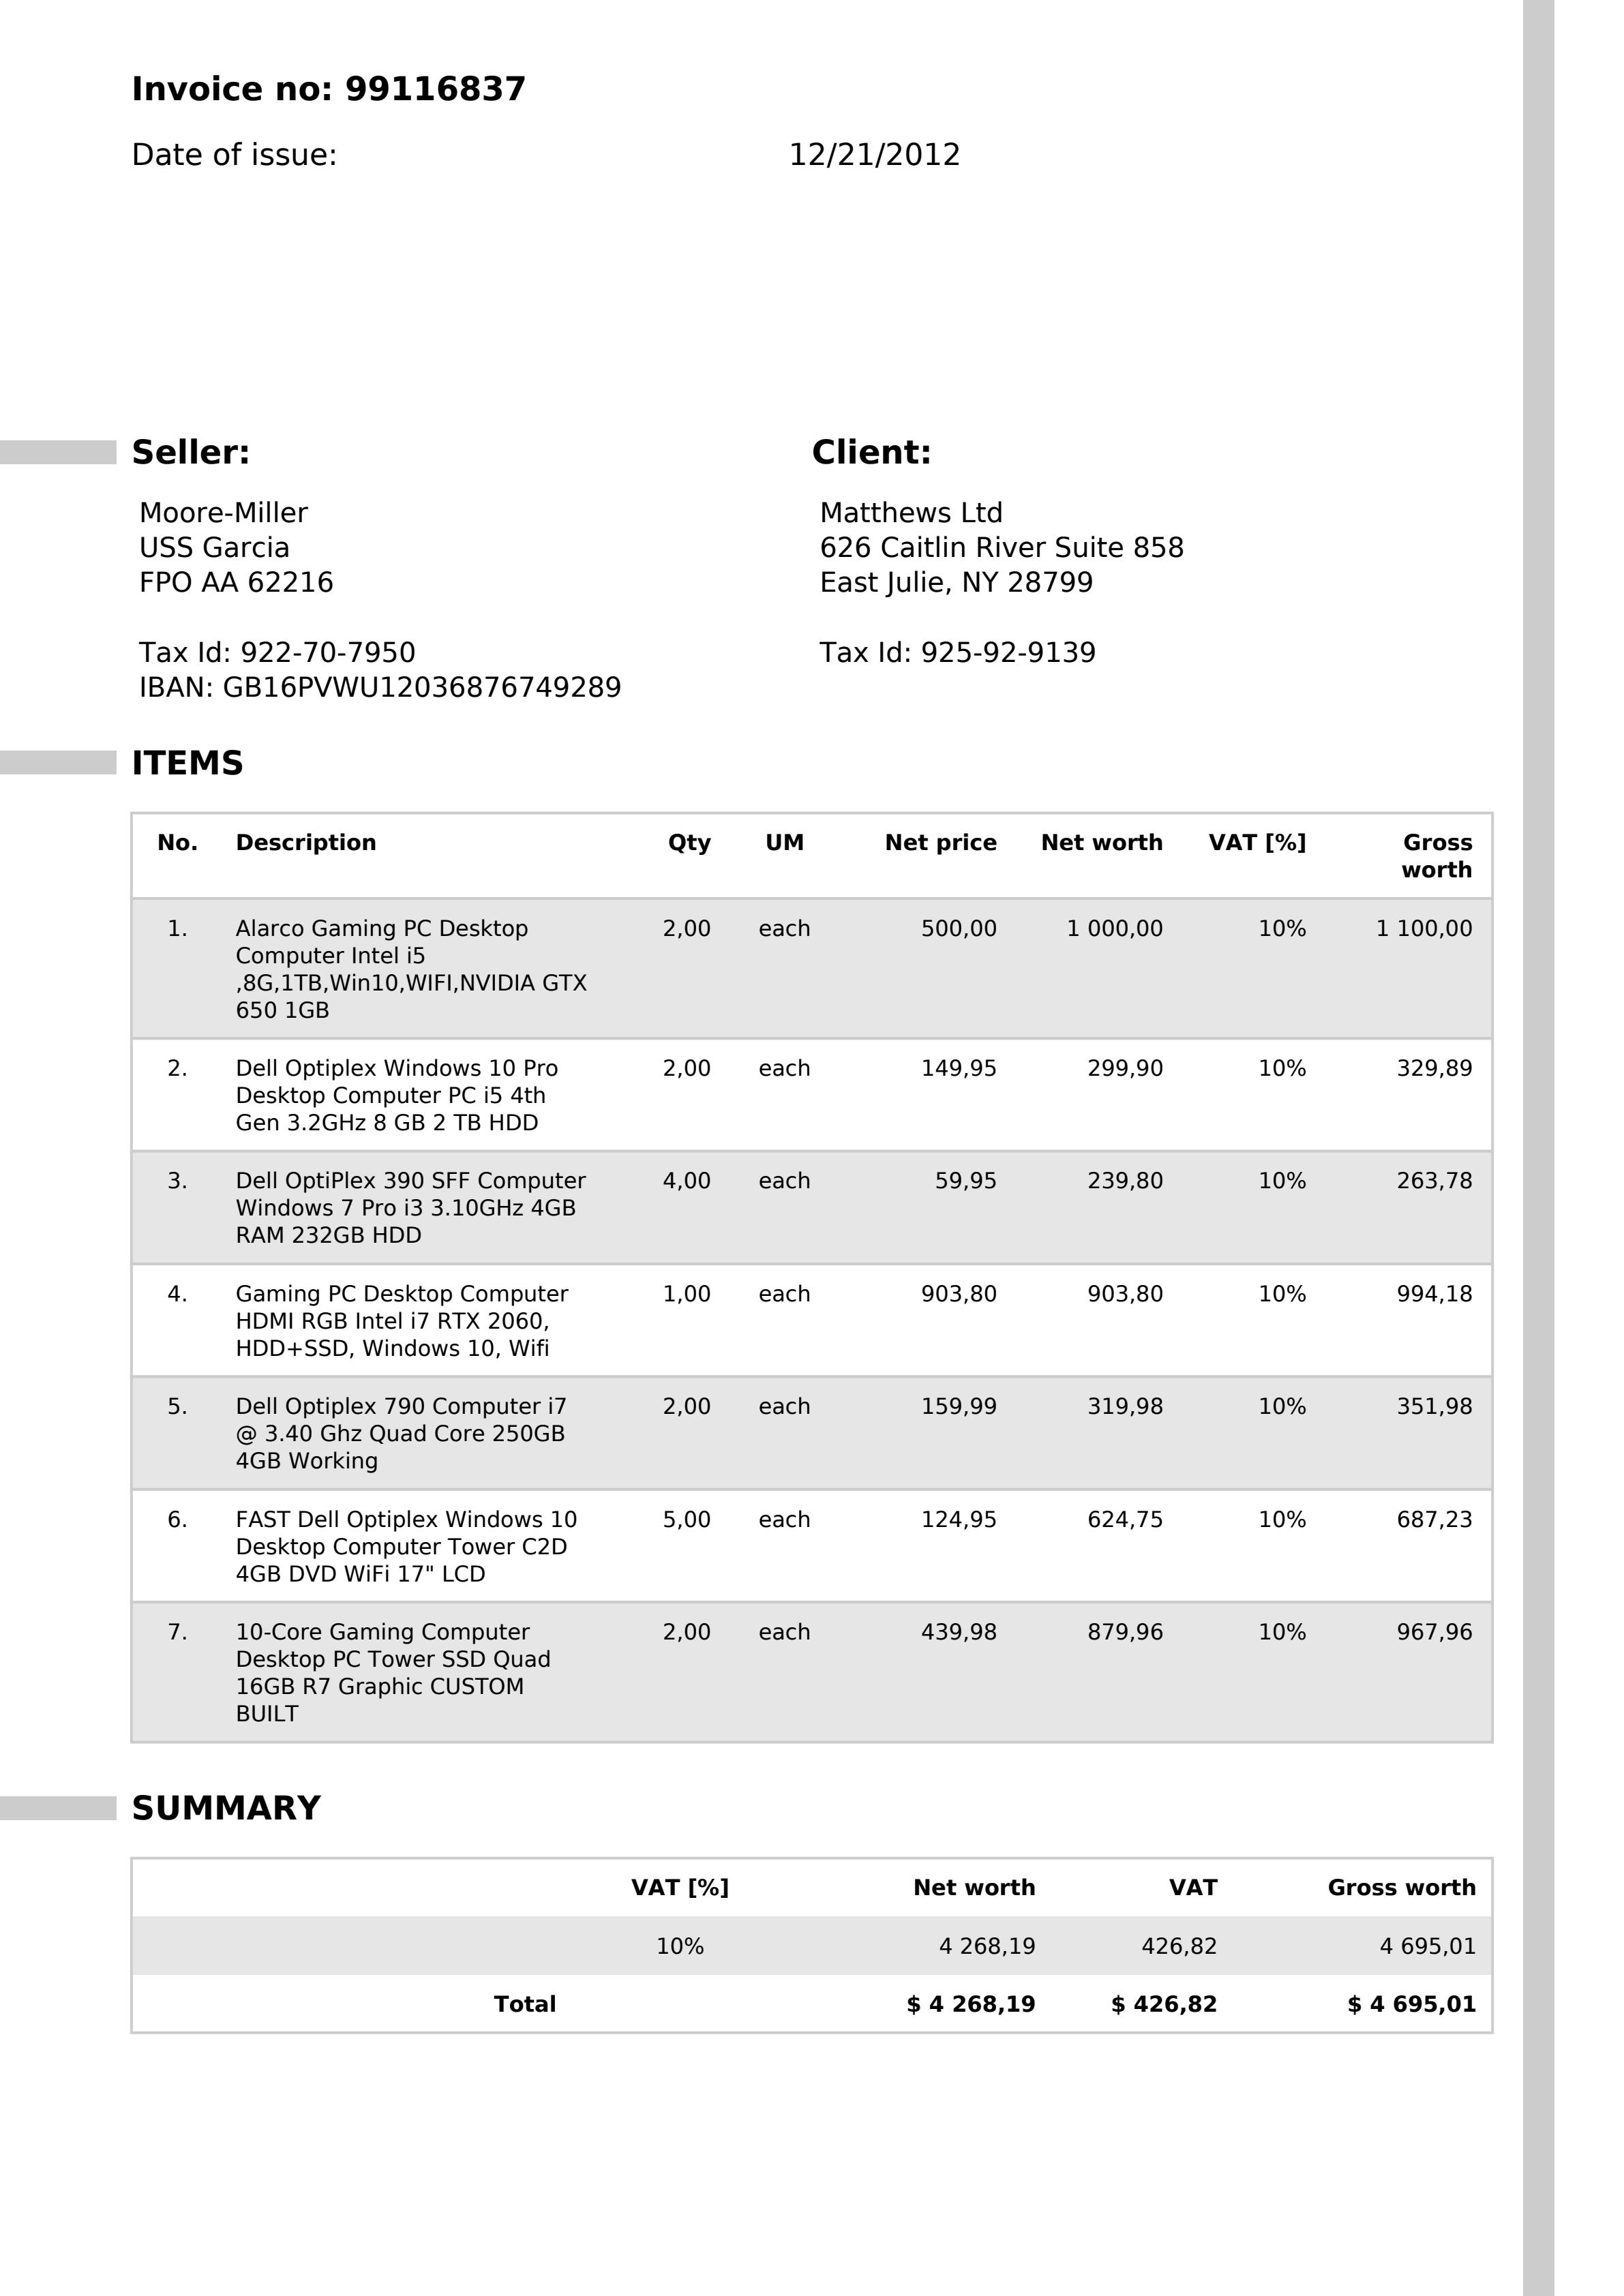 Invoice no: 99116837
Date of issue: 12/21/2012
Seller: Client:
Moore-Miller Matthews Ltd
USS Garcia 626 Caitlin River Suite 858
FPO AA 62216 East Julie, NY 28799
Tax Id: 922-70-7950 Tax Id: 925-92-9139
IBAN: GB16PVWU12036876749289
ITEMS
No. Description Qty UM Net price Net worth VAT [%] Gross
worth
1. Alarco Gaming PC Desktop 2,00 each 500,00 1 000,00 10% 1 100,00
Computer Intel i5
,8G,1TB,Win10,WIFI,NVIDIA GTX
650 1GB
2. Dell Optiplex Windows 10 Pro 2,00 each 149,95 299,90 10% 329,89
Desktop Computer PC i5 4th
Gen 3.2GHz 8 GB 2 TB HDD
3. Dell OptiPlex 390 SFF Computer 4,00 each 59,95 239,80 10% 263,78
Windows 7 Pro i3 3.10GHz 4GB
RAM 232GB HDD
4. Gaming PC Desktop Computer 1,00 each 903,80 903,80 10% 994,18
HDMI RGB Intel i7 RTX 2060,
HDD+SSD, Windows 10, Wifi
5. Dell Optiplex 790 Computer i7 2,00 each 159,99 319,98 10% 351,98
@ 3.40 Ghz Quad Core 250GB
4GB Working
6. FAST Dell Optiplex Windows 10 5,00 each 124,95 624,75 10% 687,23
Desktop Computer Tower C2D
4GB DVD WiFi 17" LCD
7. 10-Core Gaming Computer 2,00 each 439,98 879,96 10% 967,96
Desktop PC Tower SSD Quad
16GB R7 Graphic CUSTOM
BUILT
SUMMARY
VAT [%] Net worth VAT Gross worth
10% 4 268,19 426,82 4 695,01
Total $ 4 268,19 $ 426,82 $ 4 695,01